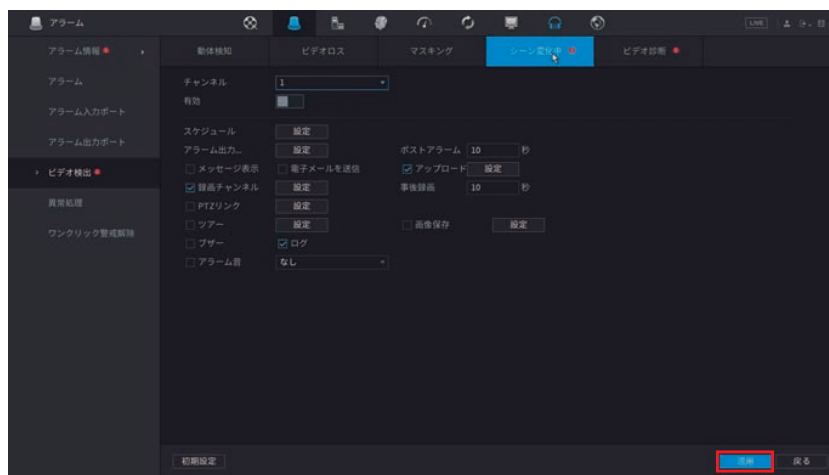 アラーム
LIVE
アラーム情報
動体検知 ビデオロス マスキング シーン変化中 ビデオ診断
アラーム
アラーム入力ポート
アラーム出力ポート
ビデオ検出
異常処理
ワンクリック警戒解除
チャンネル 1
有効
スケジュール 設定
アラーム出力... 設定 ポストアラーム 10 秒
メッセージ表示 電子メールを送信 アップロード 設定
録画チャンネル 設定 事後録画 10 秒
PTZリンク 設定
ツアー 設定 画像保存 設定
ブザー ログ
アラーム音 なし
初期設定 適用 戻る